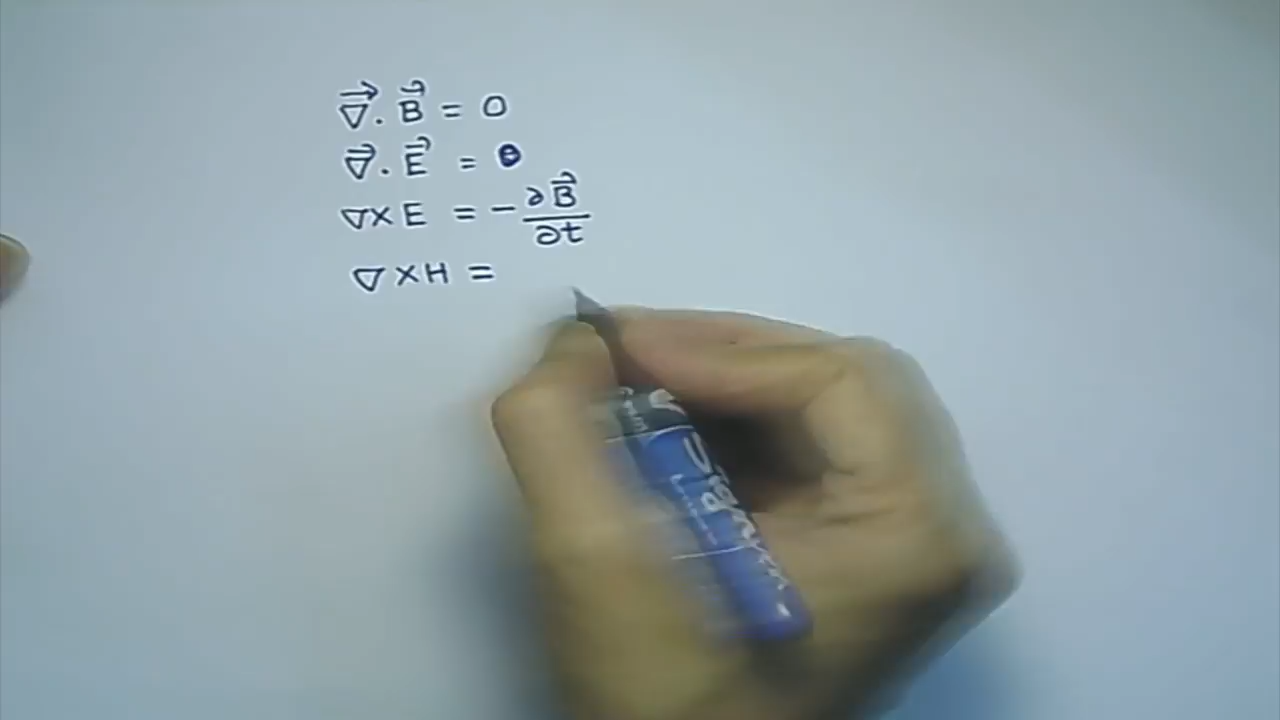 ∇⃗ . B⃗ = 0
∇⃗ . E⃗ = 0
∇ × E = - ∂B⃗/∂t
∇ × H =